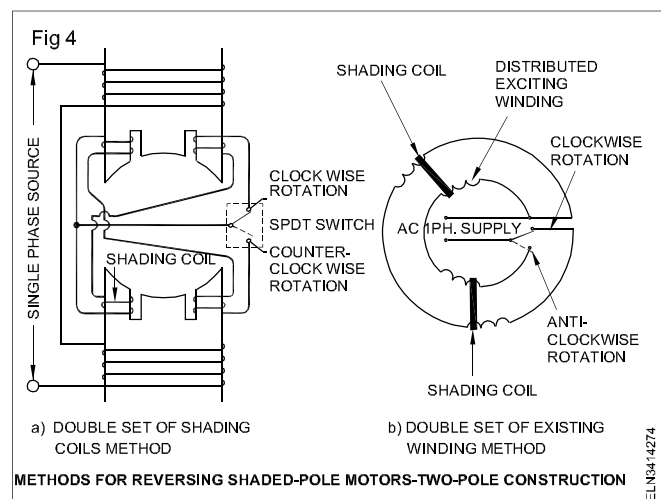 Fig 4
SINGLE PHASE SOURCE
SHADING COIL
CLOCK WISE
ROTATION
SPDT SWITCH
COUNTER-
CLOCK WISE
ROTATION
a) DOUBLE SET OF SHADING
COILS METHOD
SHADING COIL
DISTRIBUTED
EXCITING
WINDING
CLOCKWISE
ROTATION
AC 1PH. SUPPLY
ANTI-
CLOCKWISE
ROTATION
SHADING COIL
b) DOUBLE SET OF EXISTING
WINDING METHOD
METHODS FOR REVERSING SHADED-POLE MOTORS-TWO-POLE CONSTRUCTION
ELN3414274